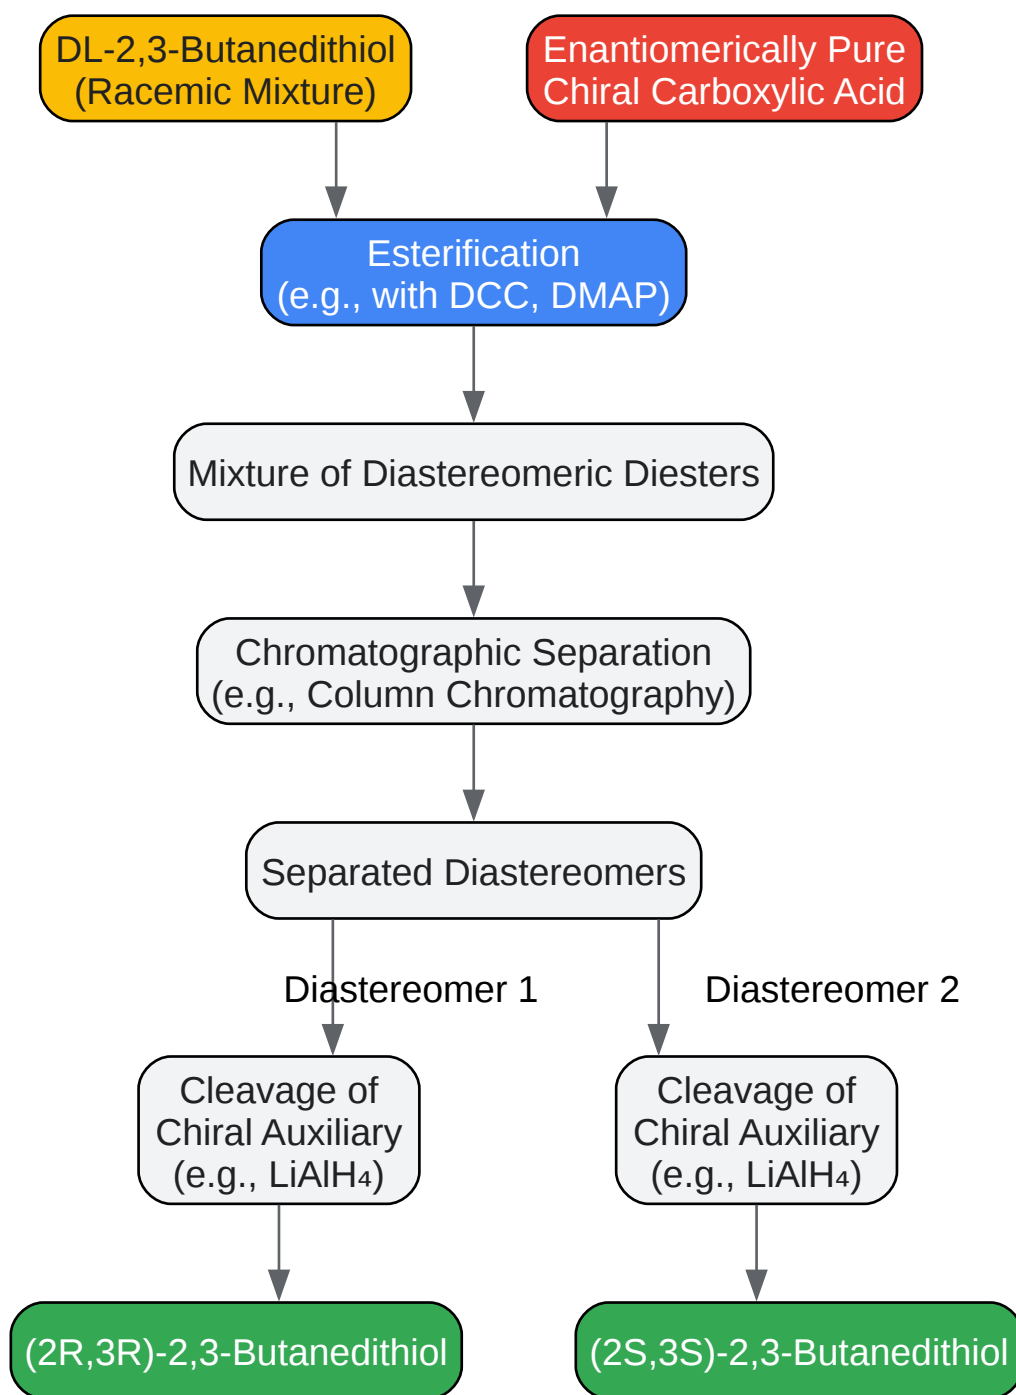 DL-2,3-Butanedithiol
(Racemic Mixture)
Enantiomerically Pure
Chiral Carboxylic Acid
Esterification
(e.g., with DCC, DMAP)
Mixture of Diastereomeric Diesters
Chromatographic Separation
(e.g., Column Chromatography)
Separated Diastereomers
Diastereomer 1
Diastereomer 2
Cleavage of
Chiral Auxiliary
(e.g., LiAlH₄)
Cleavage of
Chiral Auxiliary
(e.g., LiAlH₄)
(2R,3R)-2,3-Butanedithiol
(2S,3S)-2,3-Butanedithiol